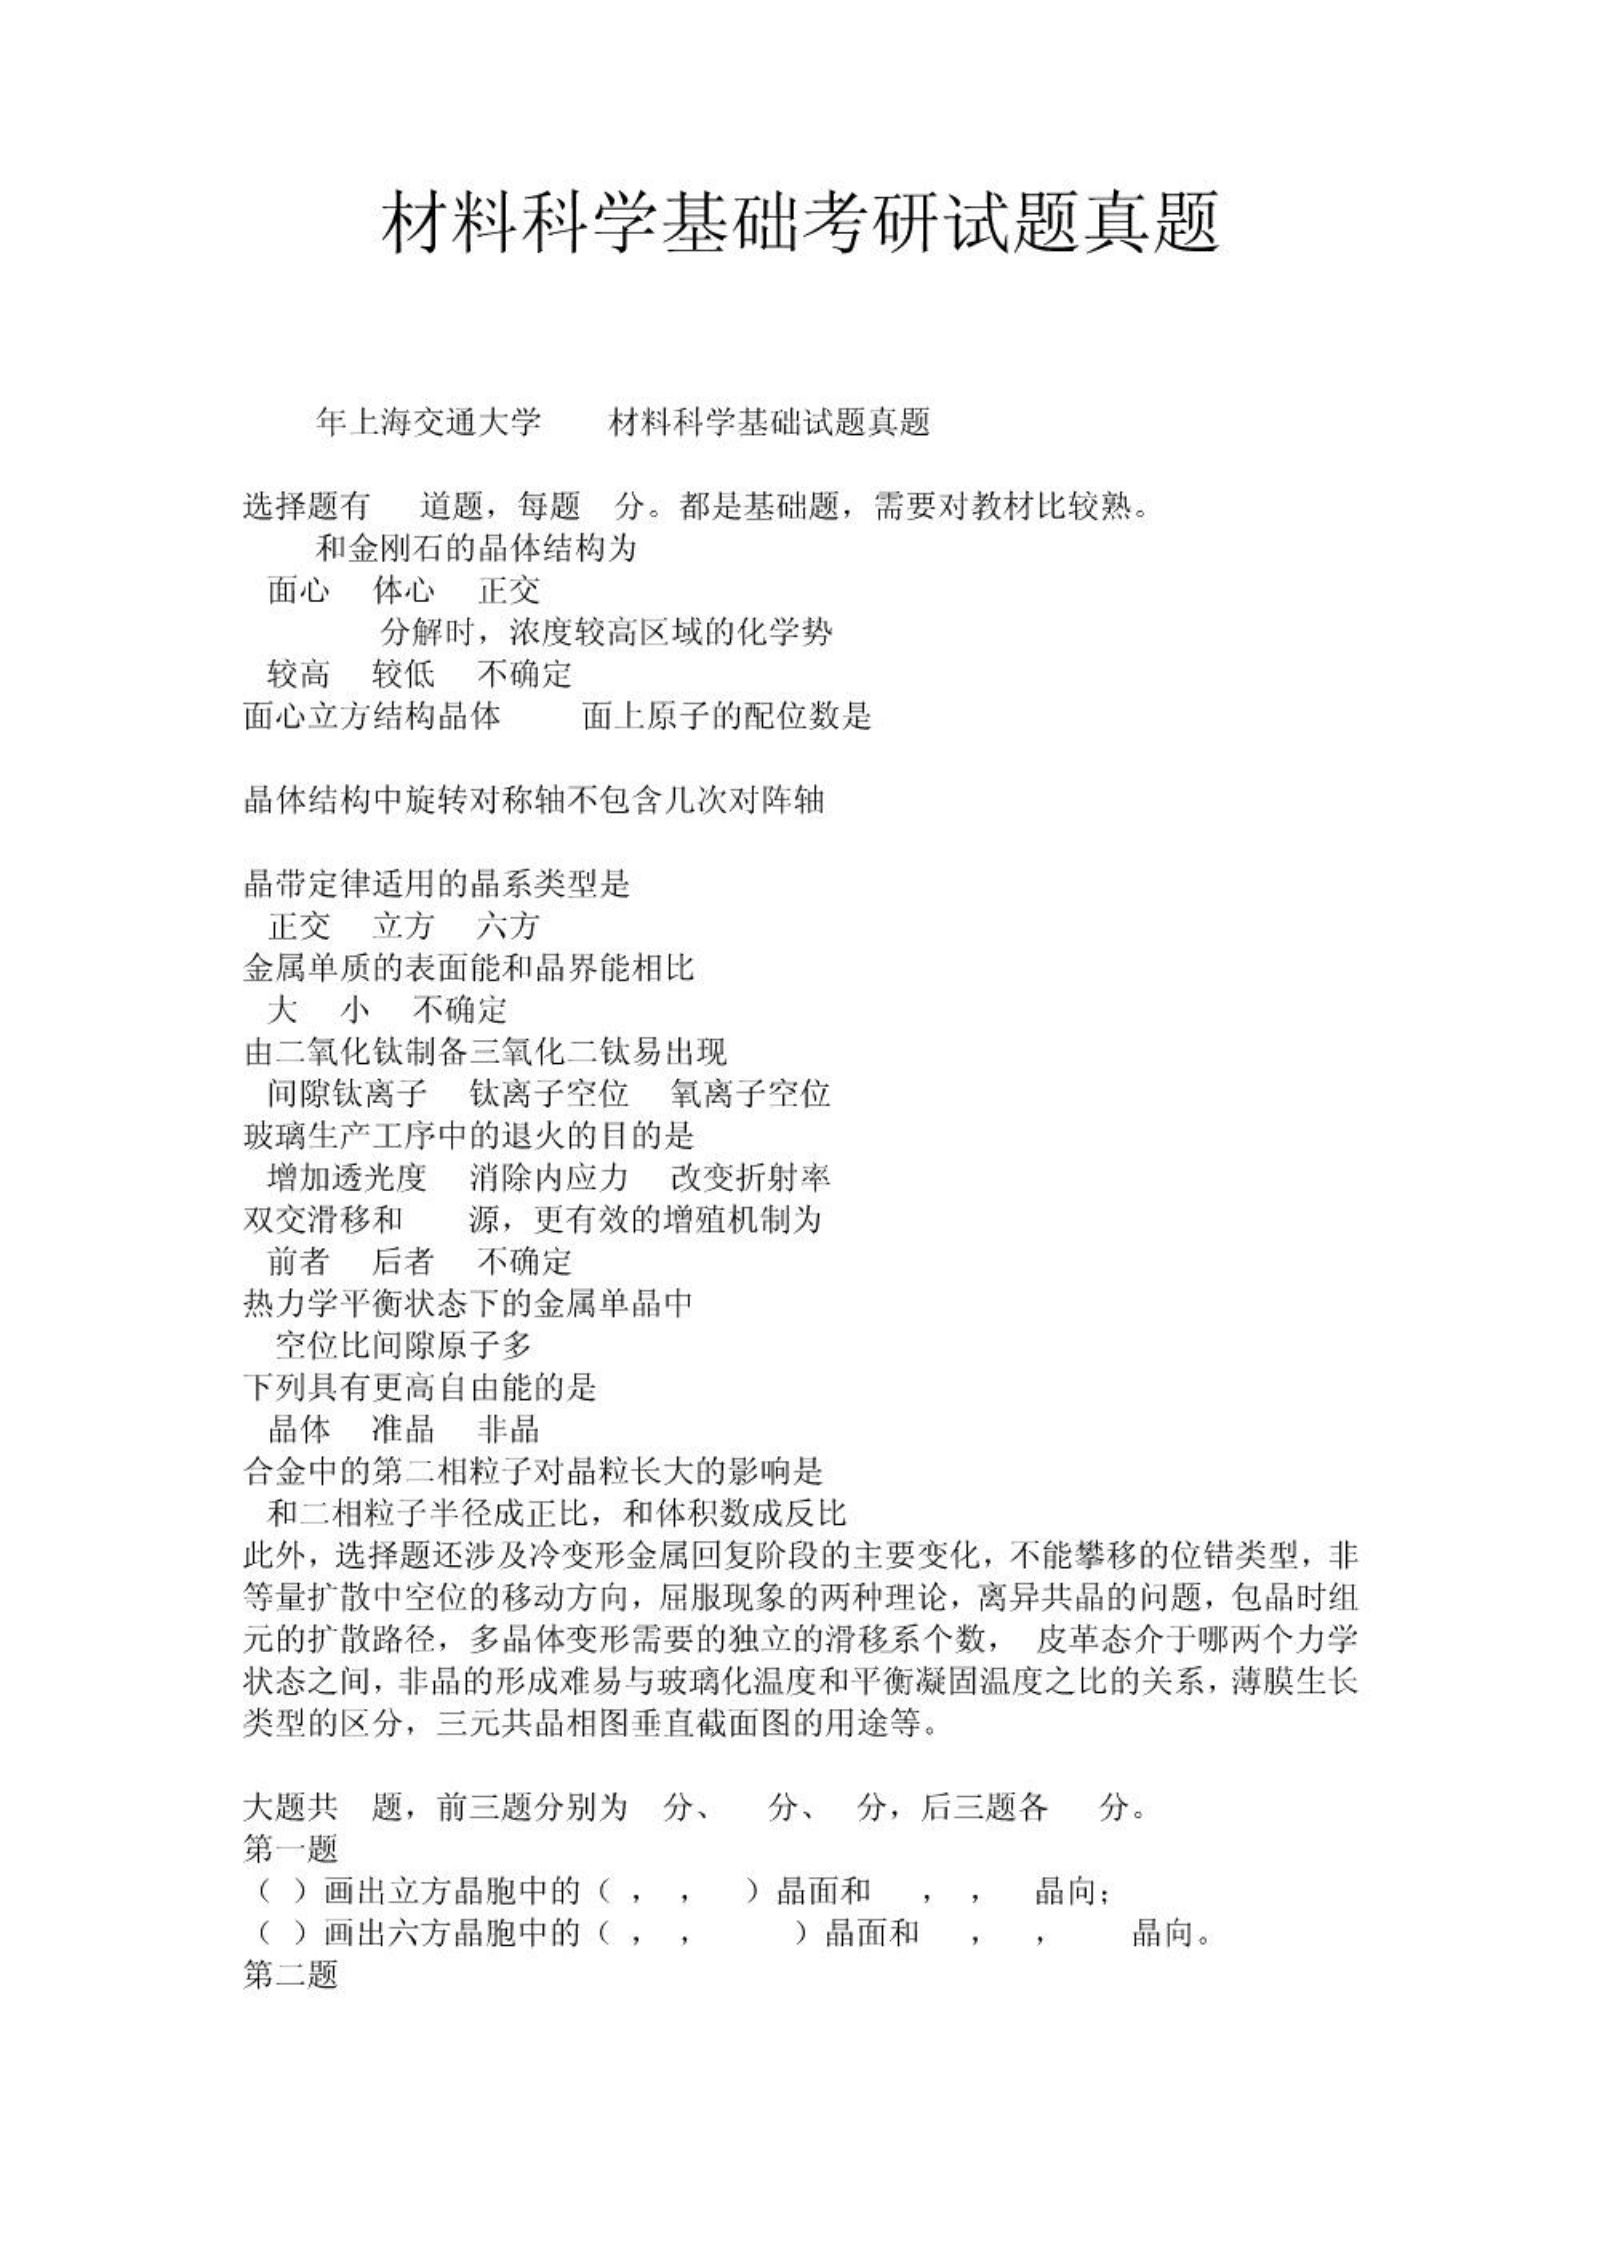 材料科学基础考研试题真题
年上海交通大学 材料科学基础试题真题
选择题有 道题，每题 分。都是基础题，需要对教材比较熟。
和金刚石的晶体结构为
面心 体心 正交
分解时，浓度较高区域的化学势
较高 较低 不确定
面心立方结构晶体 面上原子的配位数是
晶体结构中旋转对称轴不包含几次对阵轴
晶带定律适用的晶系类型是
正交 立方 六方
金属单质的表面能和晶界能相比
大 小 不确定
由二氧化钛制备三氧化二钛易出现
间隙钛离子 钛离子空位 氧离子空位
玻璃生产工序中的退火的目的是
增加透光度 消除内应力 改变折射率
双交滑移和 源，更有效的增殖机制为
前者 后者 不确定
热力学平衡状态下的金属单晶中
空位比间隙原子多
下列具有更高自由能的是
晶体 准晶 非晶
合金中的第二相粒子对晶粒长大的影响是
和二相粒子半径成正比，和体积数成反比
此外，选择题还涉及冷变形金属回复阶段的主要变化，不能攀移的位错类型，非
等量扩散中空位的移动方向，屈服现象的两种理论，离异共晶的问题，包晶时组
元的扩散路径，多晶体变形需要的独立的滑移系个数， 皮革态介于哪两个力学
状态之间，非晶的形成难易与玻璃化温度和平衡凝固温度之比的关系，薄膜生长
类型的区分，三元共晶相图垂直截面图的用途等。
大题共 题，前三题分别为 分、 分、 分，后三题各 分。
第一题
（ ）画出立方晶胞中的（ ， ， ）晶面和 ， ， 晶向；
（ ）画出六方晶胞中的（ ， ， ）晶面和 ， ， 晶向。
第二题